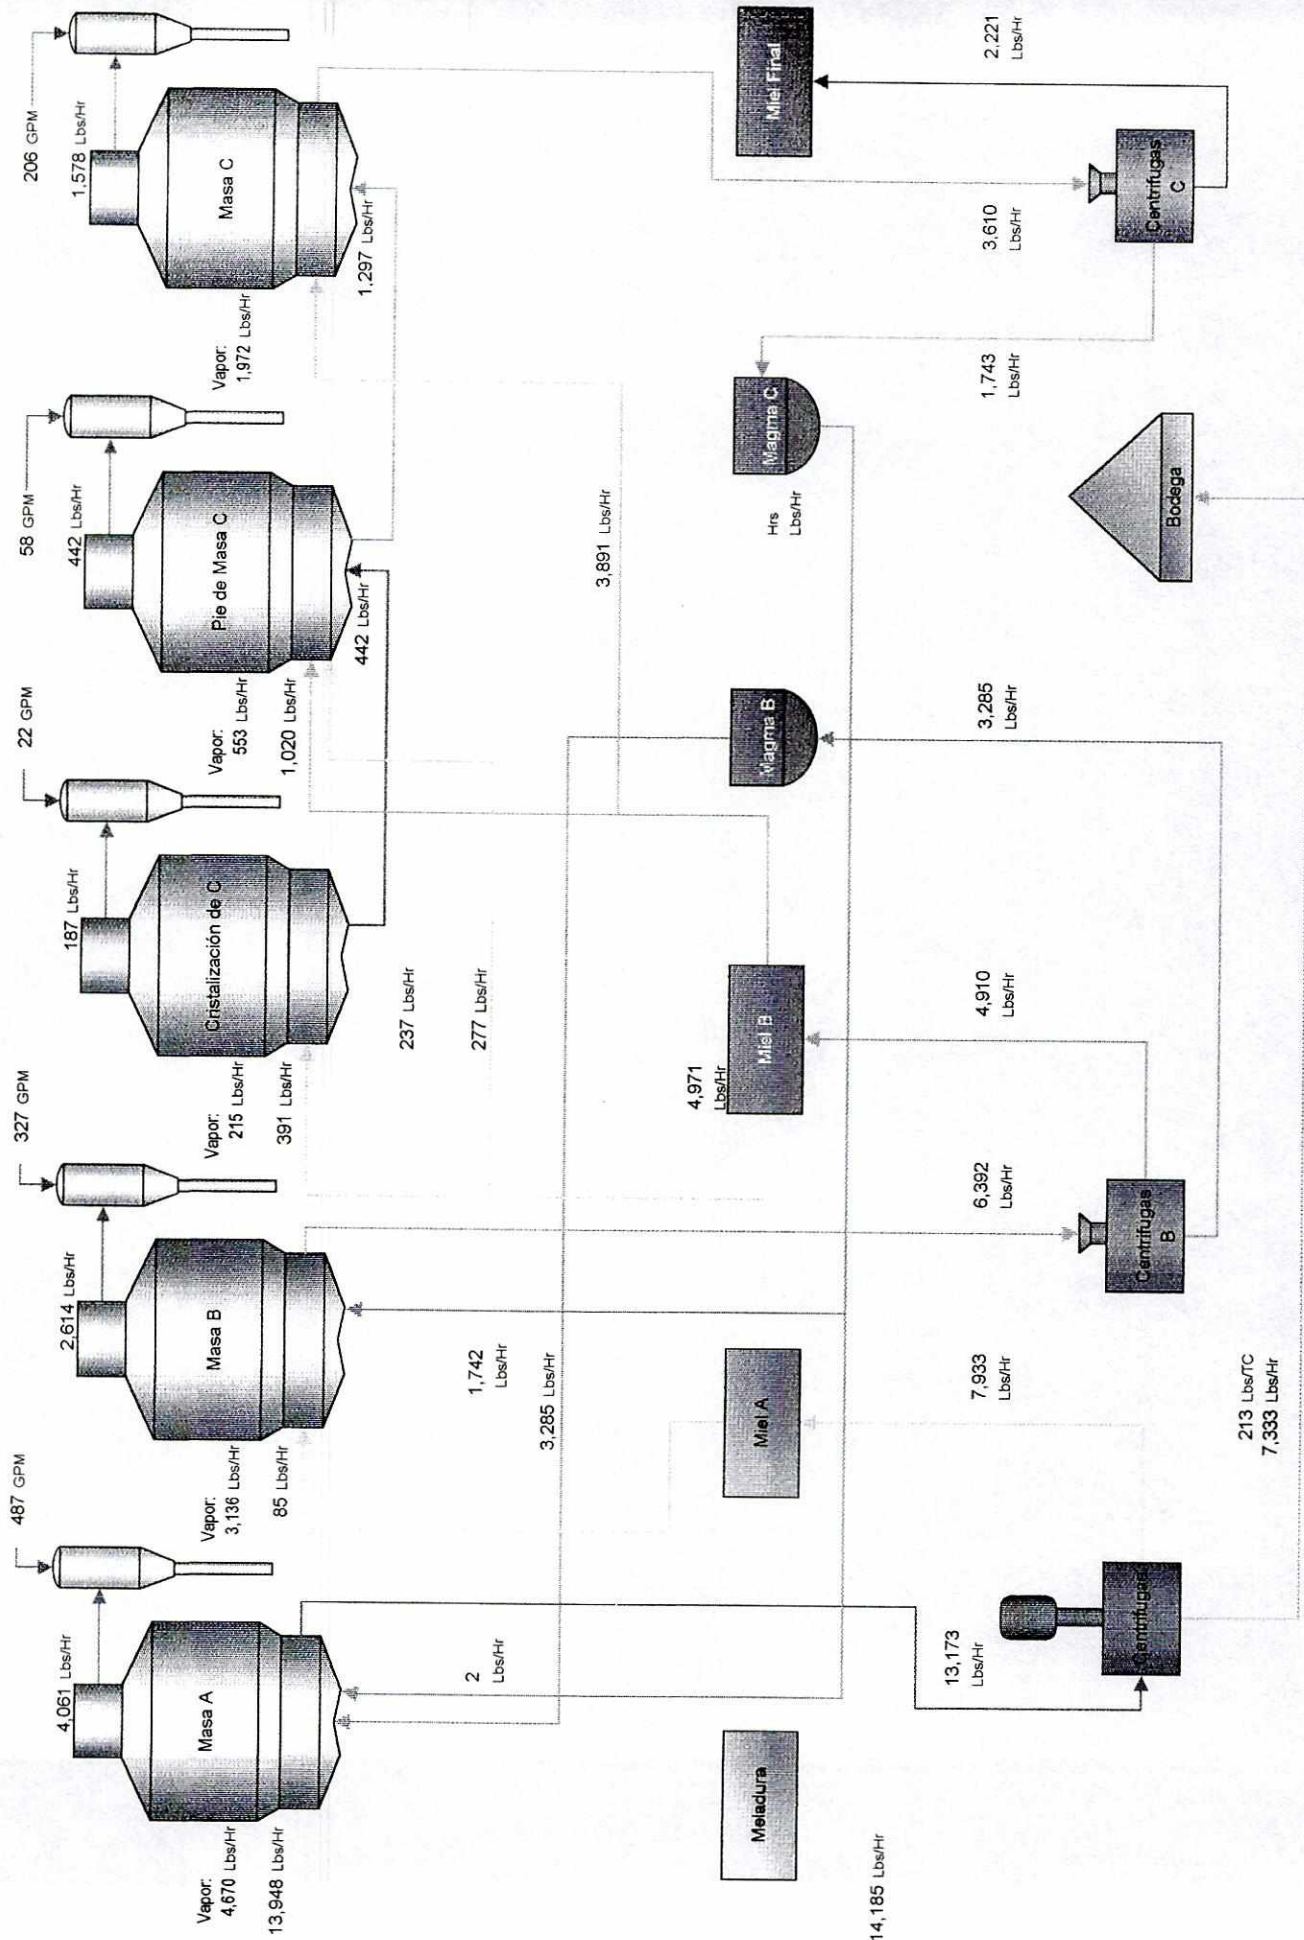 487 GPM
4,061 Lbs/Hr
Masa A
Vapor:
4,670 Lbs/Hr
13,948 Lbs/Hr
327 GPM
2,614 Lbs/Hr
Masa B
Vapor:
3,136 Lbs/Hr
85 Lbs/Hr
22 GPM
187 Lbs/Hr
Cristalización de C
Vapor:
215 Lbs/Hr
391 Lbs/Hr
58 GPM
442 Lbs/Hr
Pie de Masa C
Vapor:
553 Lbs/Hr
1,020 Lbs/Hr
442 Lbs/Hr
206 GPM
1,578 Lbs/Hr
Masa C
Vapor:
1,972 Lbs/Hr
1,297 Lbs/Hr
2
Lbs/Hr
1,742
Lbs/Hr
3,285 Lbs/Hr
237 Lbs/Hr
277 Lbs/Hr
3,891 Lbs/Hr
Meladura
Miel A
4,971
Lbs/Hr
Miel B
Magma B
Magma C
Hrs
Lbs/Hr
Miel Final
14,185 Lbs/Hr
13,173
Lbs/Hr
7,933
Lbs/Hr
6,392
Lbs/Hr
4,910
Lbs/Hr
3,285
Lbs/Hr
1,743
Lbs/Hr
3,610
Lbs/Hr
2,221
Lbs/Hr
Centrífugas
Centrífugas
B
Bodega
Centrífugas
C
213 Lbs/TC
7,333 Lbs/Hr